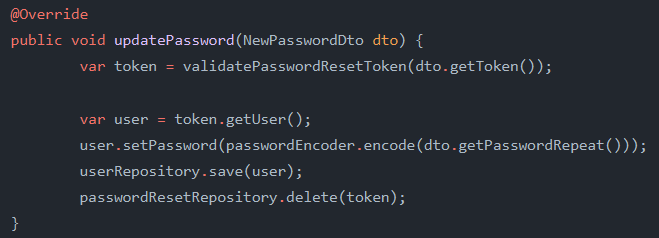 @Override
public void updatePassword(NewPasswordDto dto) {
        var token = validatePasswordResetToken(dto.getToken());

        var user = token.getUser();
        user.setPassword(passwordEncoder.encode(dto.getPasswordRepeat()));
        userRepository.save(user);
        passwordResetRepository.delete(token);
}